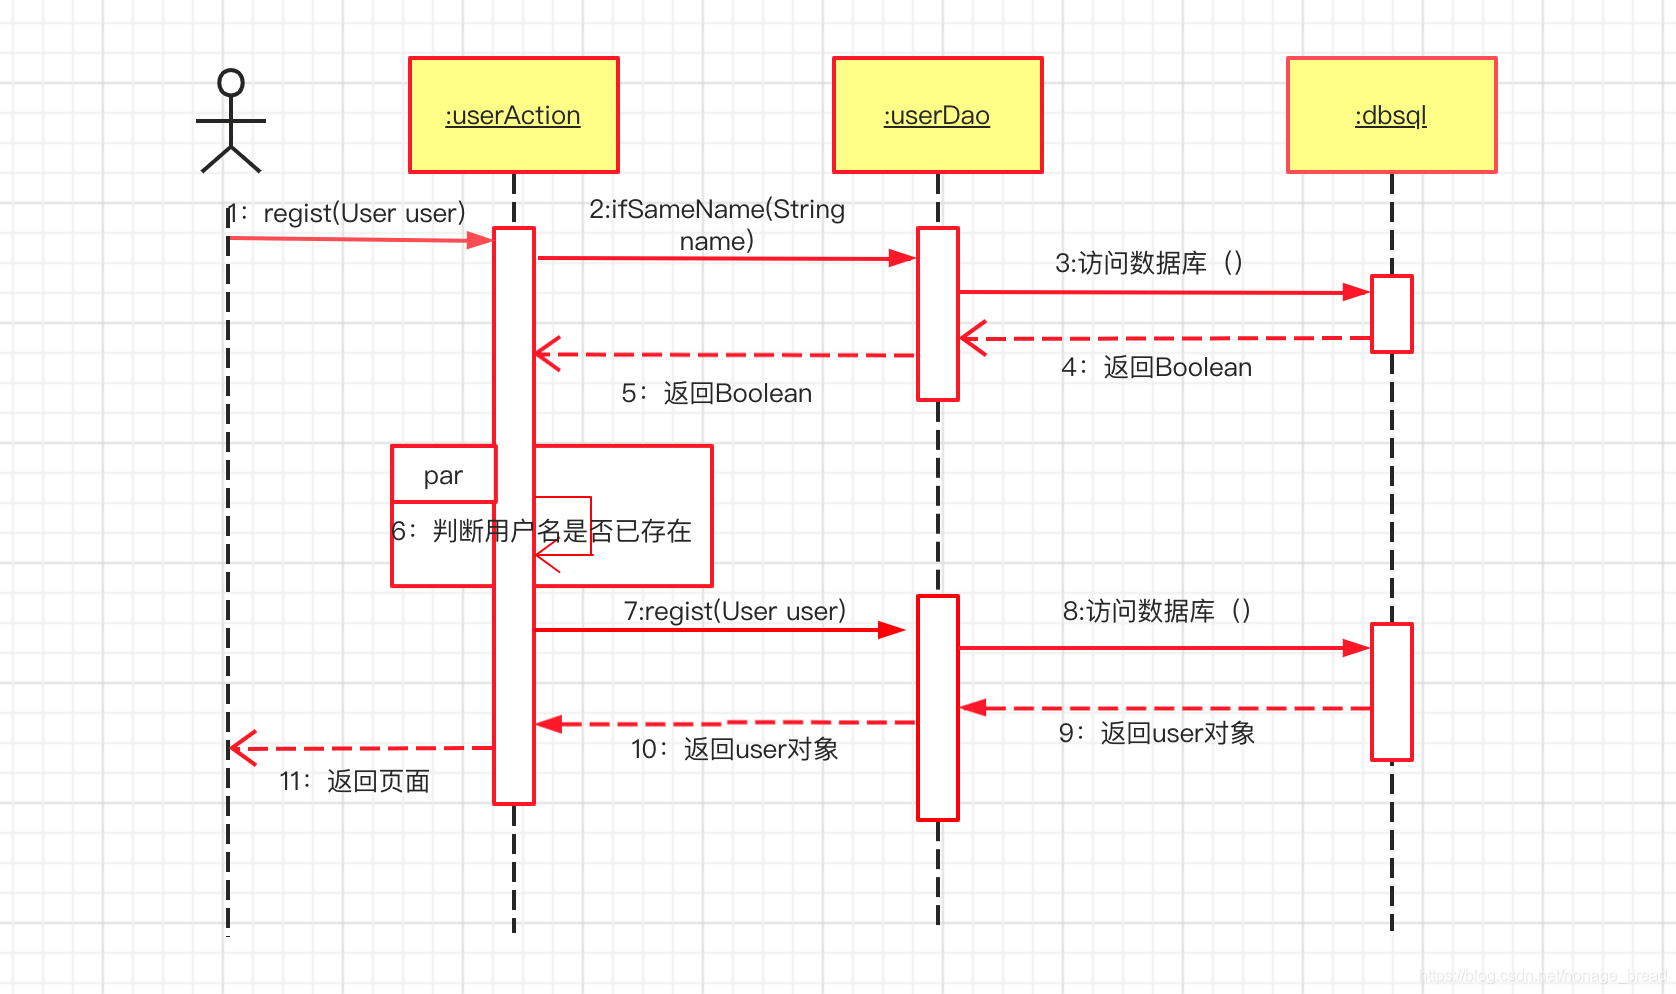 :userAction
:userDao
:dbsql
1：regist(User user)
2:ifSameName(String
name)
3:访问数据库（）
4：返回Boolean
5：返回Boolean
par
6：判断用户名是否已存在
7:regist(User user)
8:访问数据库（）
9：返回user对象
10：返回user对象
11：返回页面
https://blog.csdn.net/nonage_bread